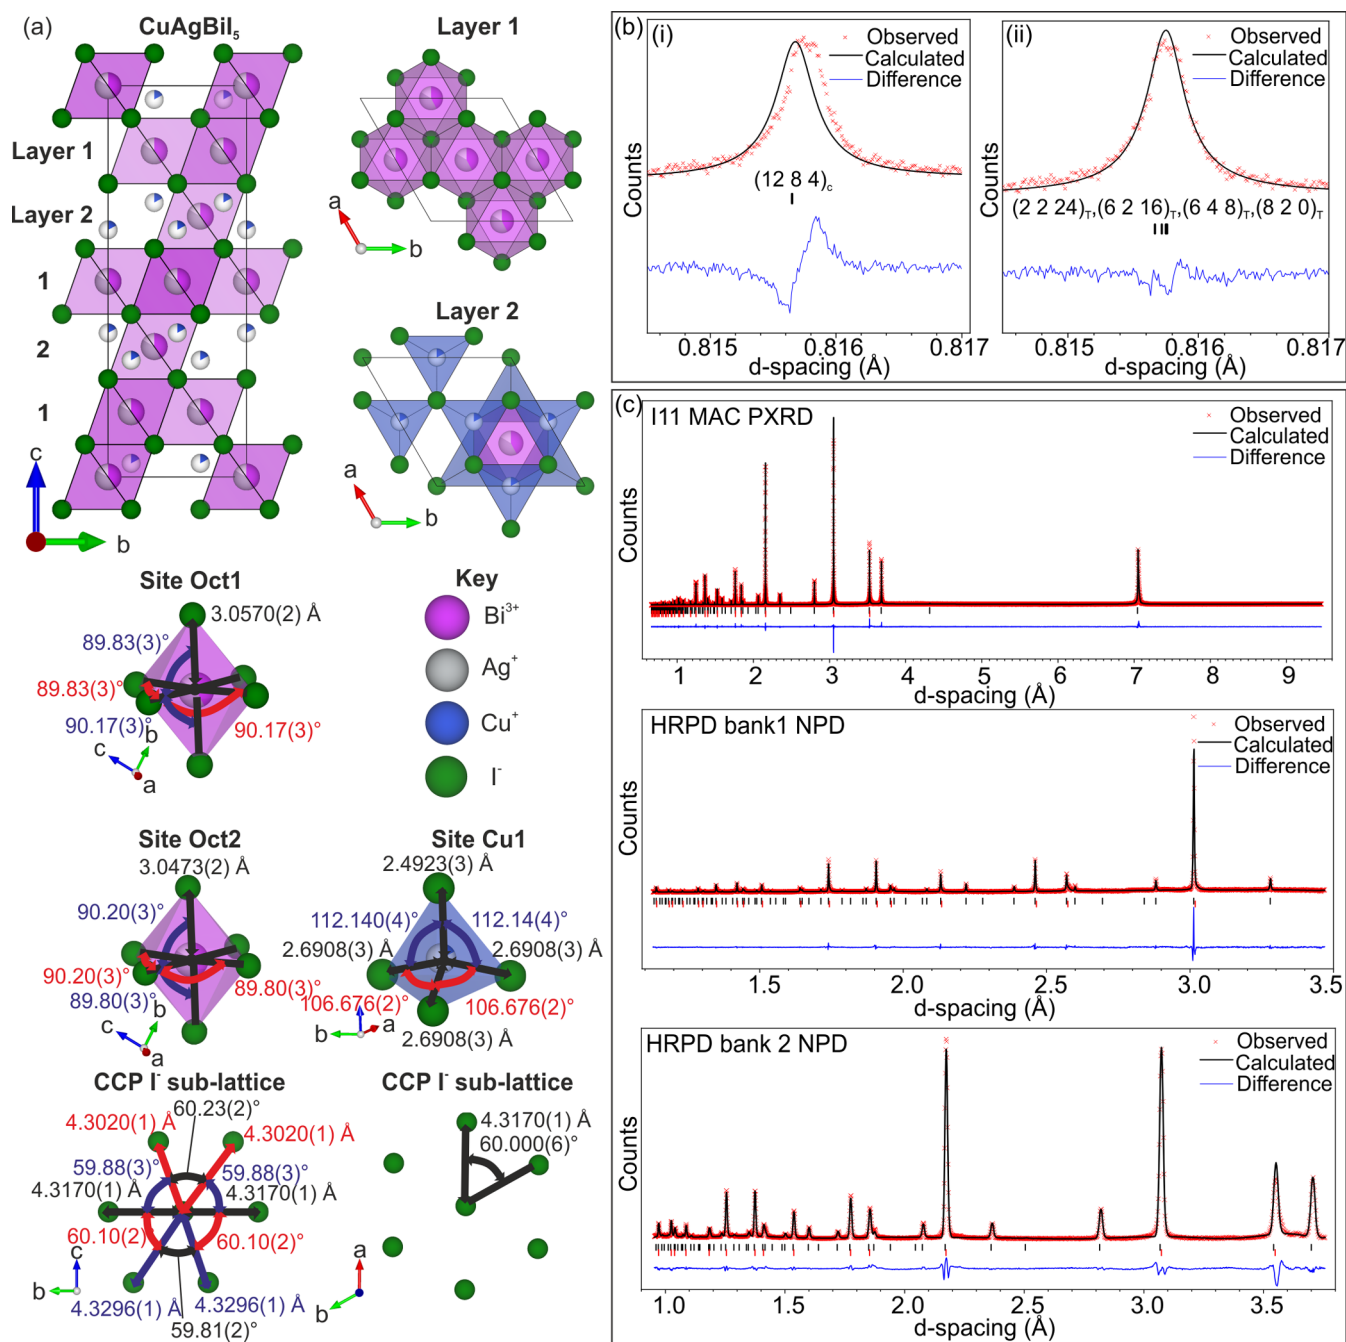 (a)
CuAgBiI₅
Layer 1
Layer 1
Layer 2
1
2
1
c
b
a
b
Layer 2
a
b
Site Oct1
3.0570(2) Å
89.83(3)°
89.83(3)°
90.17(3)°
90.17(3)°
c
b
a
Key
Bi³⁺
Ag⁺
Cu⁺
I⁻
Site Oct2
3.0473(2) Å
90.20(3)°
90.20(3)°
89.80(3)°
89.80(3)°
c
b
a
Site Cu1
2.4923(3) Å
112.140(4)°
112.14(4)°
2.6908(3) Å
2.6908(3) Å
106.676(2)°
106.676(2)°
2.6908(3) Å
b
a
CCP I⁻ sub-lattice
60.23(2)°
4.3020(1) Å
4.3020(1) Å
59.88(3)°
59.88(3)°
4.3170(1) Å
4.3170(1) Å
60.10(2)
60.10(2)°
4.3296(1) Å
4.3296(1) Å
59.81(2)°
c
b
CCP I⁻ sub-lattice
4.3170(1) Å
60.000(6)°
a
b
(b)
(i)
Observed
Calculated
Difference
Counts
(12 8 4)c
0.815 0.816 0.817
d-spacing (Å)
(ii)
Observed
Calculated
Difference
Counts
(2 2 24)T,(6 2 16)T,(6 4 8)T,(8 2 0)T
0.815 0.816 0.817
d-spacing (Å)
(c)
I11 MAC PXRD
Observed
Calculated
Difference
Counts
1 2 3 4 5 6 7 8 9
d-spacing (Å)
HRPD bank1 NPD
Observed
Calculated
Difference
Counts
1.5 2.0 2.5 3.0 3.5
d-spacing (Å)
HRPD bank 2 NPD
Observed
Calculated
Difference
Counts
1.0 1.5 2.0 2.5 3.0 3.5
d-spacing (Å)